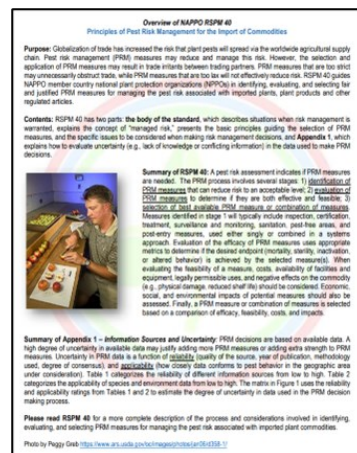 Overview of NAPPO RSPM 40
Principles of Pest Risk Management for the Import of Commodities
Purpose: Globalization of trade has increased the risk that plant pests will spread via the worldwide agricultural supply
chain. Pest risk management (PRM) measures may reduce and manage this risk. However, the selection and
application of PRM measures may result in trade irritants between trading partners. PRM measures that are too strict
may unnecessarily obstruct trade, while PRM measures that are too lax will not effectively reduce risk. RSPM 40 guides
NAPPO member country national plant protection organizations (NPPOs) in identifying, evaluating, and selecting fair
and justified PRM measures for managing the pest risk associated with imported plants, plant products and other
regulated articles.
Contents: RSPM 40 has two parts: the body of the standard, which describes situations when risk management is
warranted, explains the concept of "managed risk," presents the basic principles guiding the selection of PRM
measures, and the specific issues to be considered when making risk management decisions, and Appendix 1, which
explains how to evaluate uncertainty (e.g., lack of knowledge or conflicting information) in the data used to make PRM
decisions.
Summary of RSPM 40: A pest risk assessment indicates if PRM measures
are needed. The PRM process involves several stages: 1) identification of
PRM measures that can reduce risk to an acceptable level; 2) evaluation of
PRM measures to determine if they are both effective and feasible; 3)
selection of best available PRM measure or combination of measures.
Measures identified in stage 1 will typically include inspection, certification,
treatment, surveillance and monitoring, sanitation, pest-free areas, and
post-entry measures, used either singly or combined in a systems
approach. Evaluation of the efficacy of PRM measures uses appropriate
metrics to determine if the desired endpoint (mortality, sterility, inactivation,
or altered behavior) is achieved by the selected measure(s). When
evaluating the feasibility of a measure, costs, availability of facilities and
equipment, legally permissible uses, and negative effects on the commodity
(e.g., physical damage, reduced shelf life) should be considered. Economic,
social, and environmental impacts of potential measures should also be
assessed. Finally, a PRM measure or combination of measures is selected
based on a comparison of efficacy, feasibility, costs, and impacts.
Summary of Appendix 1 – Information Sources and Uncertainty: PRM decisions are based on available data. A
high degree of uncertainty in available data may justify adding more PRM measures or adding extra strength to PRM
measures. Uncertainty in PRM data is a function of reliability (quality of the source, year of publication, methodology
used, degree of consensus), and applicability (how closely data conforms to pest behavior in the geographic area
under consideration). Table 1 categorizes the reliability of different information sources from low to high. Table 2
categorizes the applicability of species and environment data from low to high. The matrix in Figure 1 uses the reliability
and applicability ratings from Tables 1 and 2 to estimate the degree of uncertainty in data used in the PRM decision
making process.
Please read RSPM 40 for a more complete description of the process and considerations involved in identifying,
evaluating, and selecting PRM measures for managing the pest risk associated with imported plant commodities.
Photo by Peggy Greb